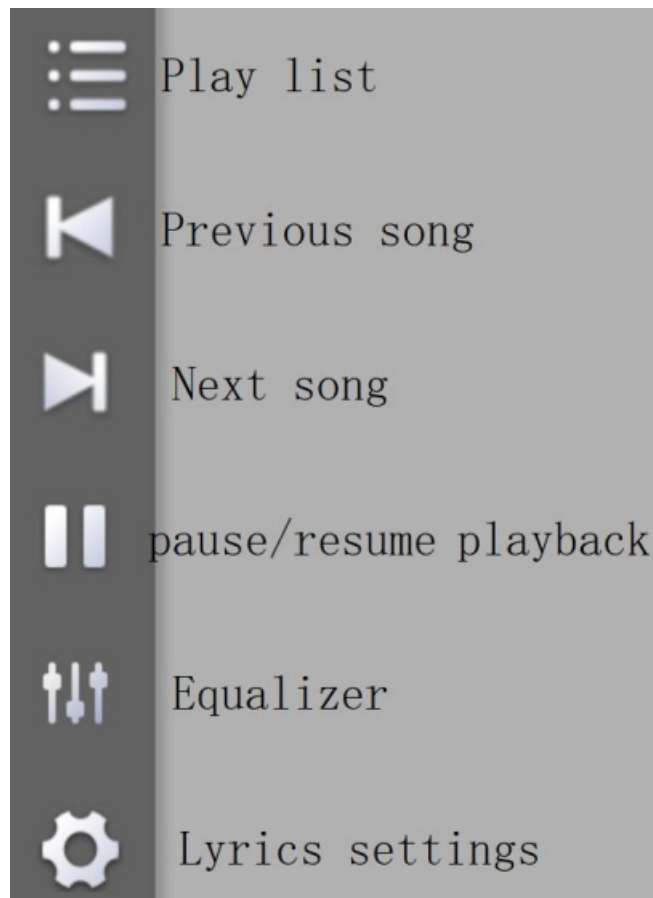 Play list
Previous song
Next song
pause/resume playback
Equalizer
Lyrics settings